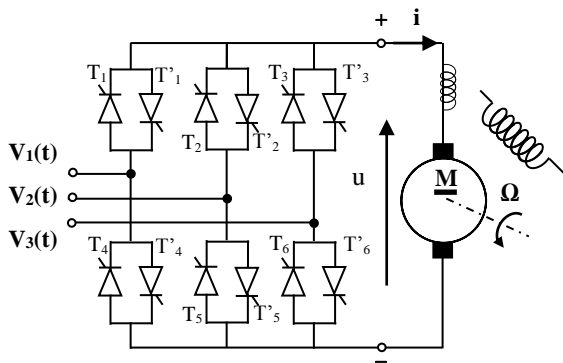 + i
T₁ T’₁ T₃ T’₃
T₂ T’₂
V₁(t)
V₂(t)
V₃(t)
u
M
Ω
T₄ T’₄ T₆ T’₆
T₅ T’₅
−